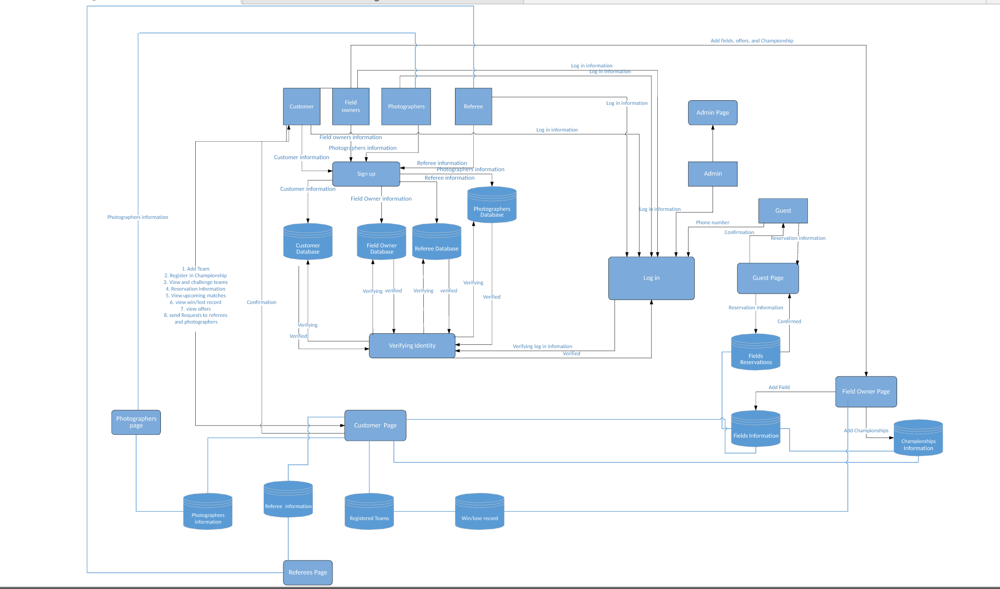 Add fields, offers, and Championship
Log in information
Log in information
Customer
Field
owners
Photographers
Referee
Log in information
Admin Page
Log in information
Field owners information
Photographers information
Customer information
Referee information
Photographers information
Sign up
Referee information
Admin
Customer information
Field Owner information
Photographers
Database
Log in information
Guest
Photographers information
Phone number
Confirmation
Reservation Information
Customer
Database
Field Owner
Database
Referee Database
1. Add Team
2. Register in Championship
3. View and challenge teams
4. Reservation Information
5. View upcoming matches
6. view win/lost record
7. view offers
8. send Requests to referees
and photographers
Log in
Guest Page
Verifying
Verifying
verified
Verifying
verified
Verified
Confirmation
Reservation Information
Confirmed
Verifying
Verified
Verifying Identity
Verifying log in infomation
Verified
Fields
Reservations
Add Field
Field Owner Page
Photographers
page
Customer Page
Fields Information
Add Championships
Championships
Information
Referee information
Photographers
information
Registered Teams
Win/lose record
Referees Page